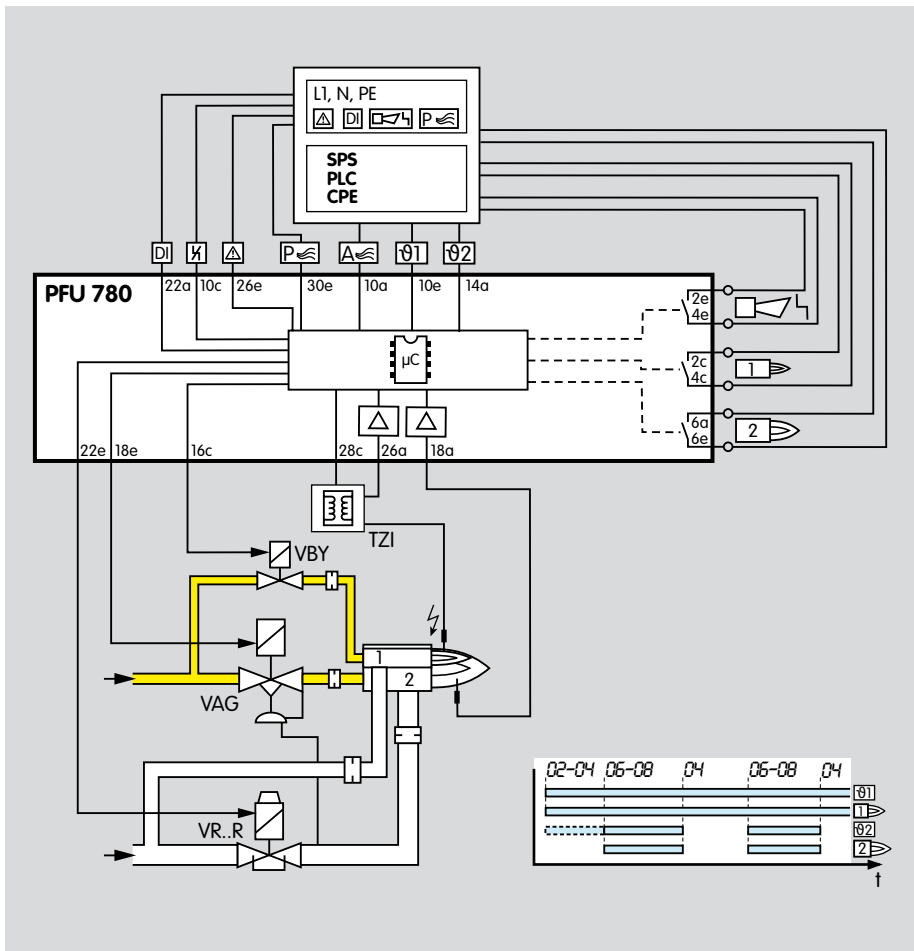 L1, N, PE
DI P
SPS
PLC
CPE
DI P A ϑ1 ϑ2
PFU 780
22a 10c 26e 30e 10a 10e 14a
2e
4e
µC
2c
4c
1
6a
6e
2
22e 18e 16c 28c 26a 18a
TZI
VBY
1
2
VAG
VR..R
02-04 06-08 04 06-08 04
ϑ1
1
ϑ2
2
t